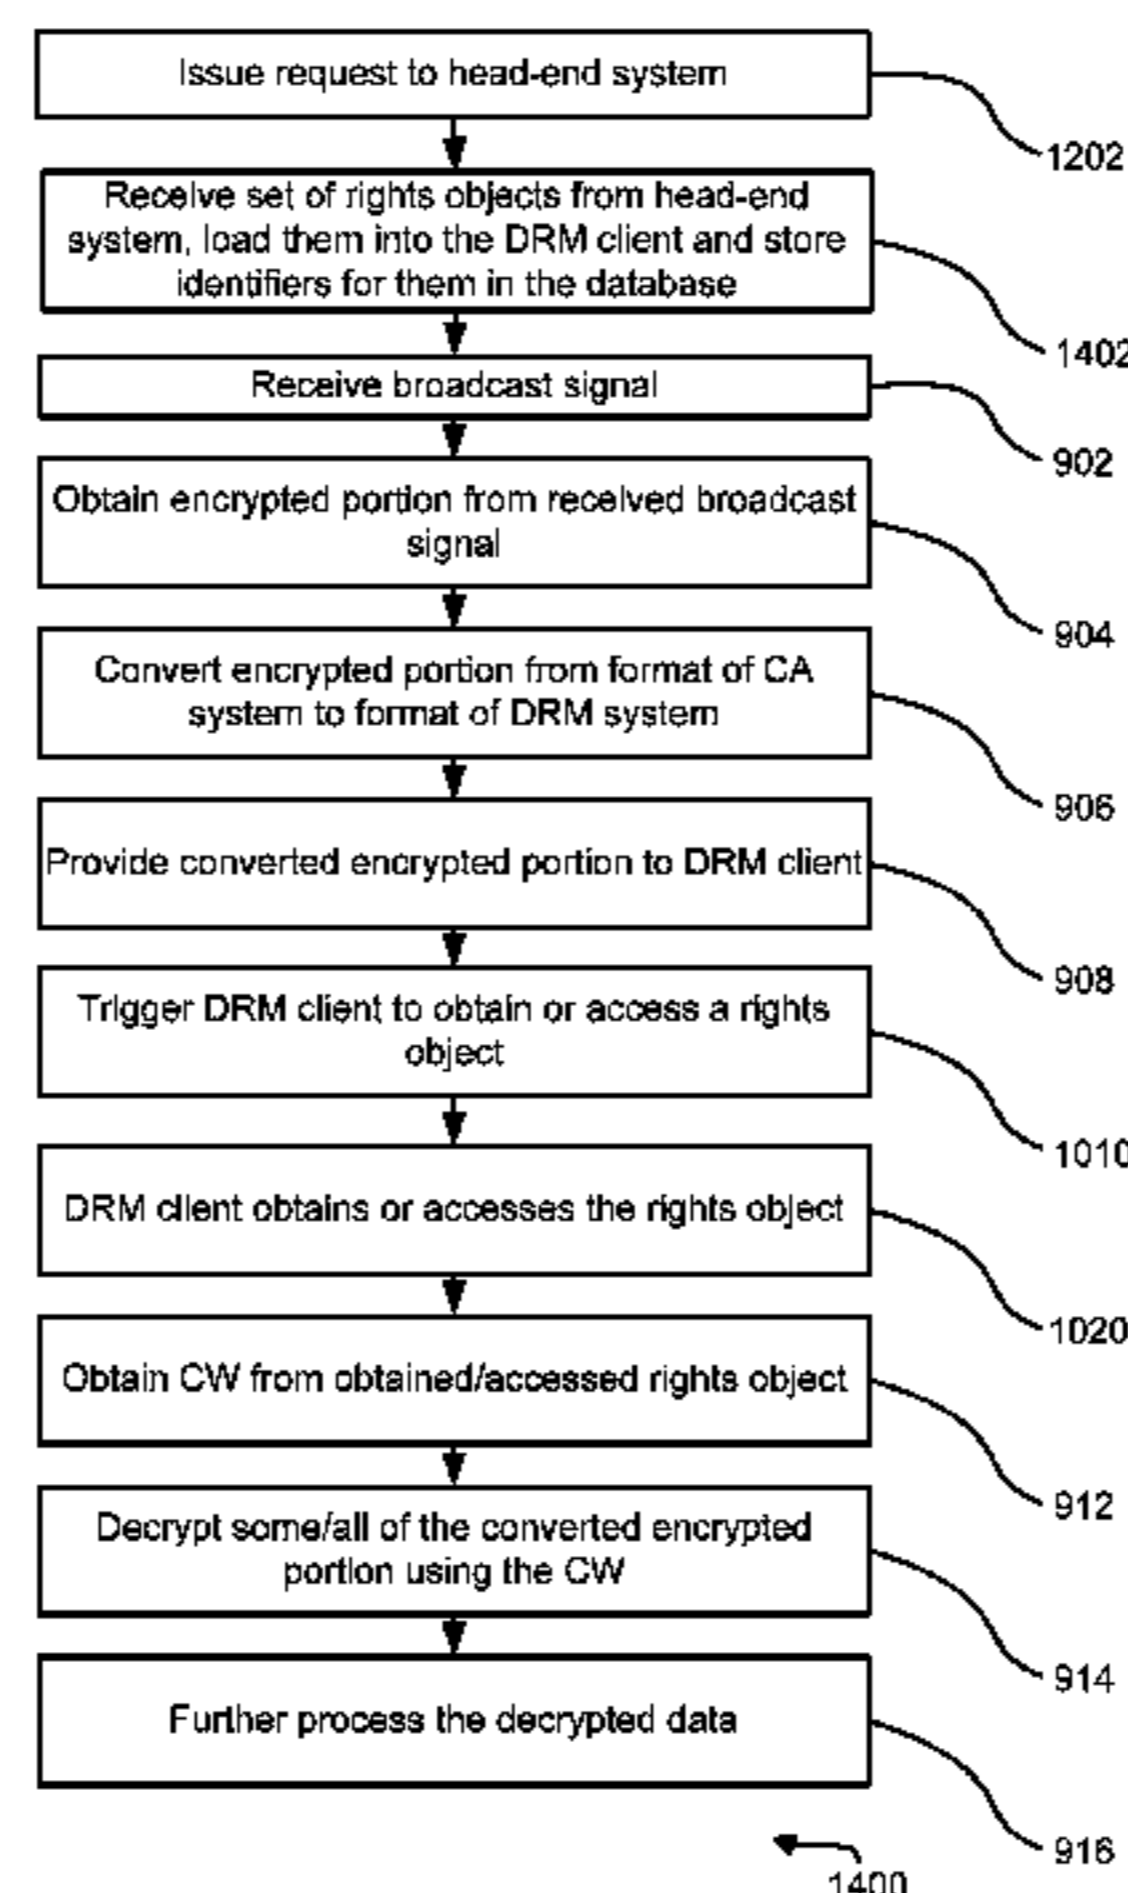 Issue request to head-end system
1202
Receive set of rights objects from head-end
system, load them into the DRM client and store
identifiers for them in the database
1402
Receive broadcast signal
902
Obtain encrypted portion from received broadcast
signal
904
Convert encrypted portion from format of CA
system to format of DRM system
906
Provide converted encrypted portion to DRM client
908
Trigger DRM client to obtain or access a rights
object
1010
DRM client obtains or accesses the rights object
1020
Obtain CW from obtained/accessed rights object
912
Decrypt some/all of the converted encrypted
portion using the CW
914
Further process the decrypted data
916
1400